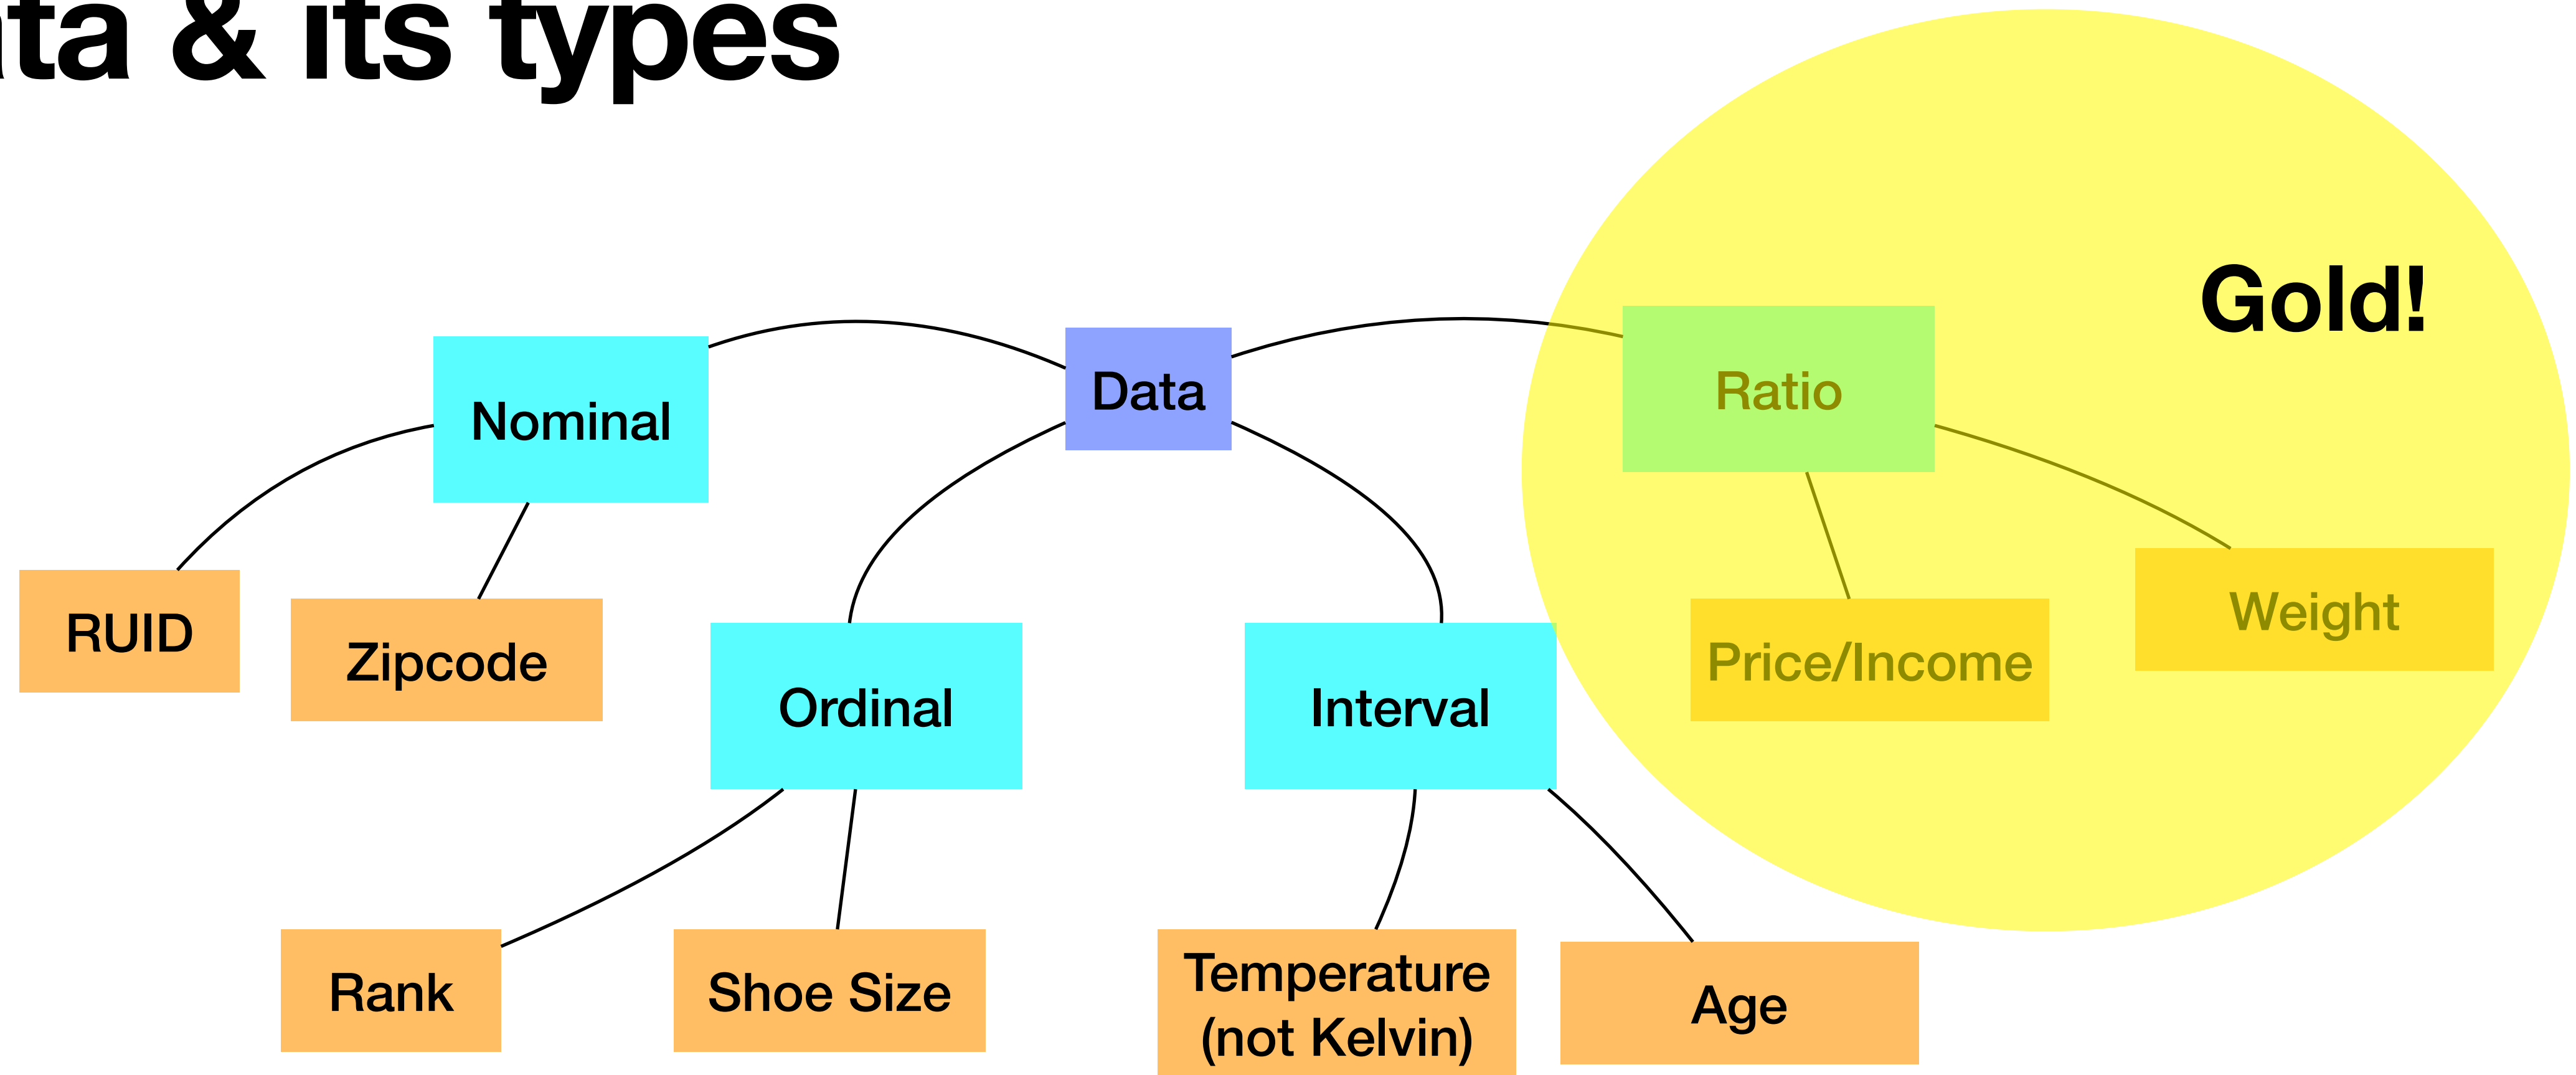 ta & its types
Gold!
Data
Ratio
Nominal
RUID
Zipcode
Ordinal
Interval
Price/Income
Weight
Rank
Shoe Size
Temperature
(not Kelvin)
Age